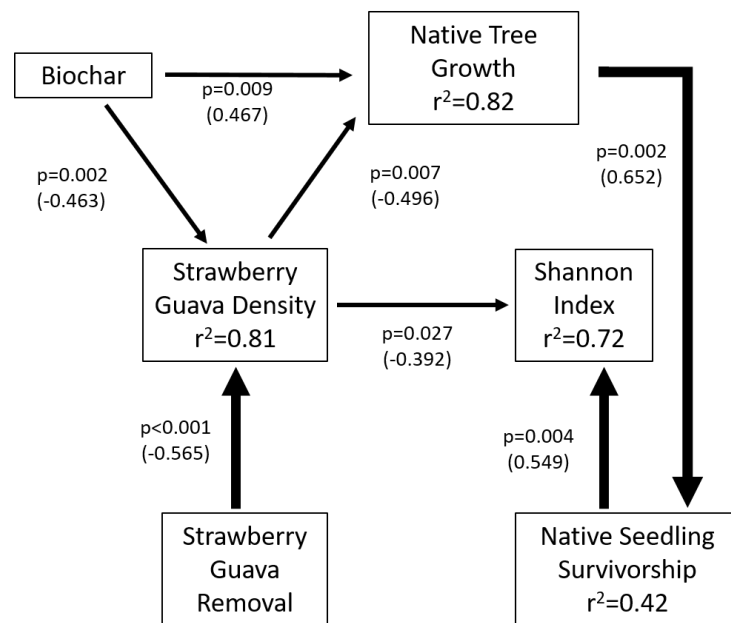 Biochar
p=0.009
(0.467)
Native Tree
Growth
r²=0.82
p=0.002
(-0.463)
p=0.007
(-0.496)
p=0.002
(0.652)
Strawberry
Guava Density
r²=0.81
p=0.027
(-0.392)
Shannon
Index
r²=0.72
p<0.001
(-0.565)
p=0.004
(0.549)
Strawberry
Guava
Removal
Native Seedling
Survivorship
r²=0.42